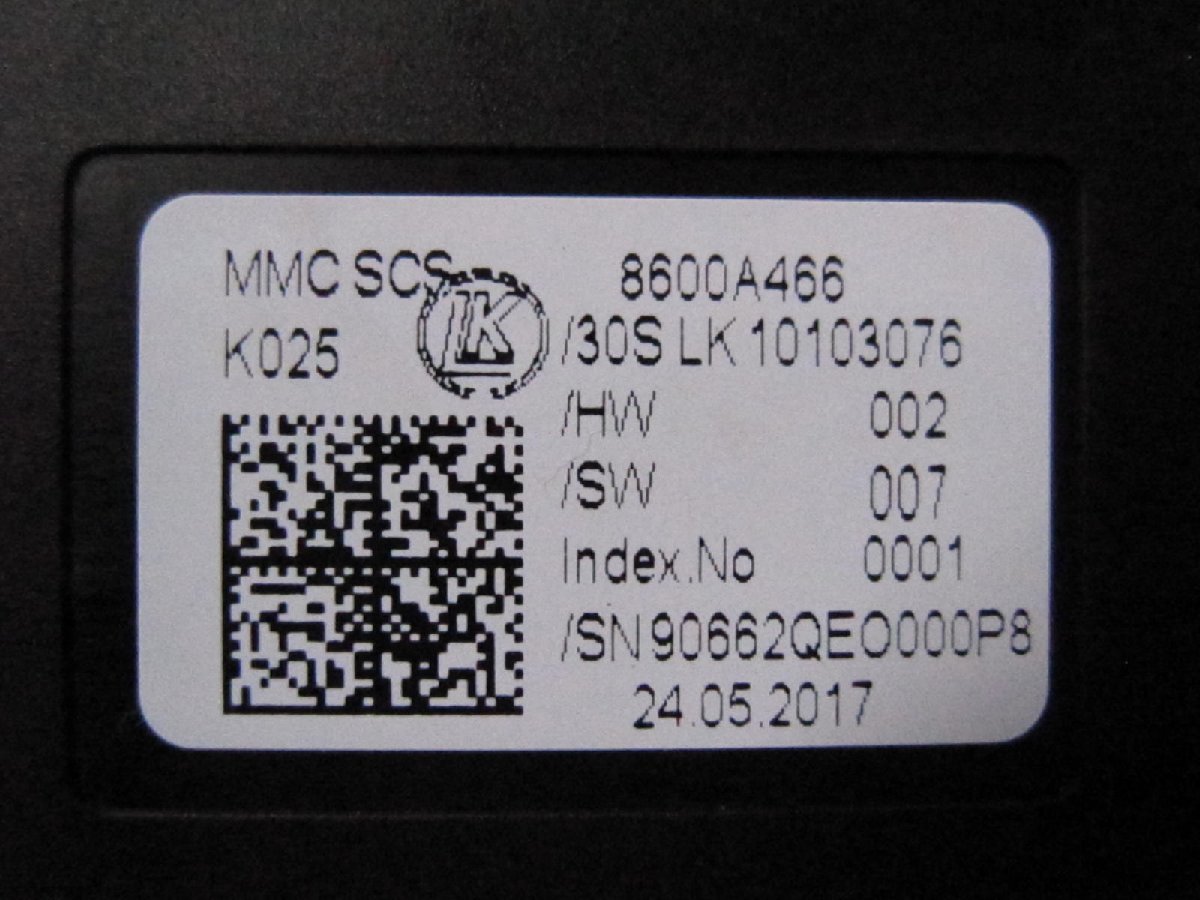 MMC SCS
K025
LK
8600A466
/30S LK 10103076
/HW 002
/SW 007
Index.No 0001
/SN 90662QEO000P8
24.05.2017